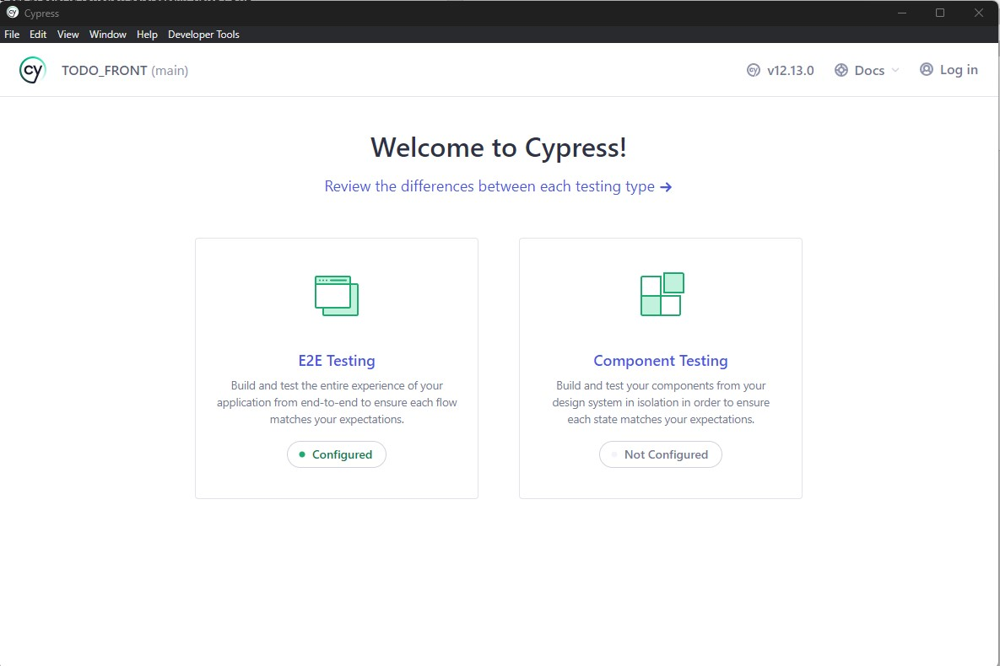 Cypress
File Edit View Window Help Developer Tools
cy TODO_FRONT (main) v12.13.0 Docs Log in
Welcome to Cypress!
Review the differences between each testing type →
E2E Testing
Build and test the entire experience of your
application from end-to-end to ensure each flow
matches your expectations.
Configured
Component Testing
Build and test your components from your
design system in isolation in order to ensure
each state matches your expectations.
Not Configured